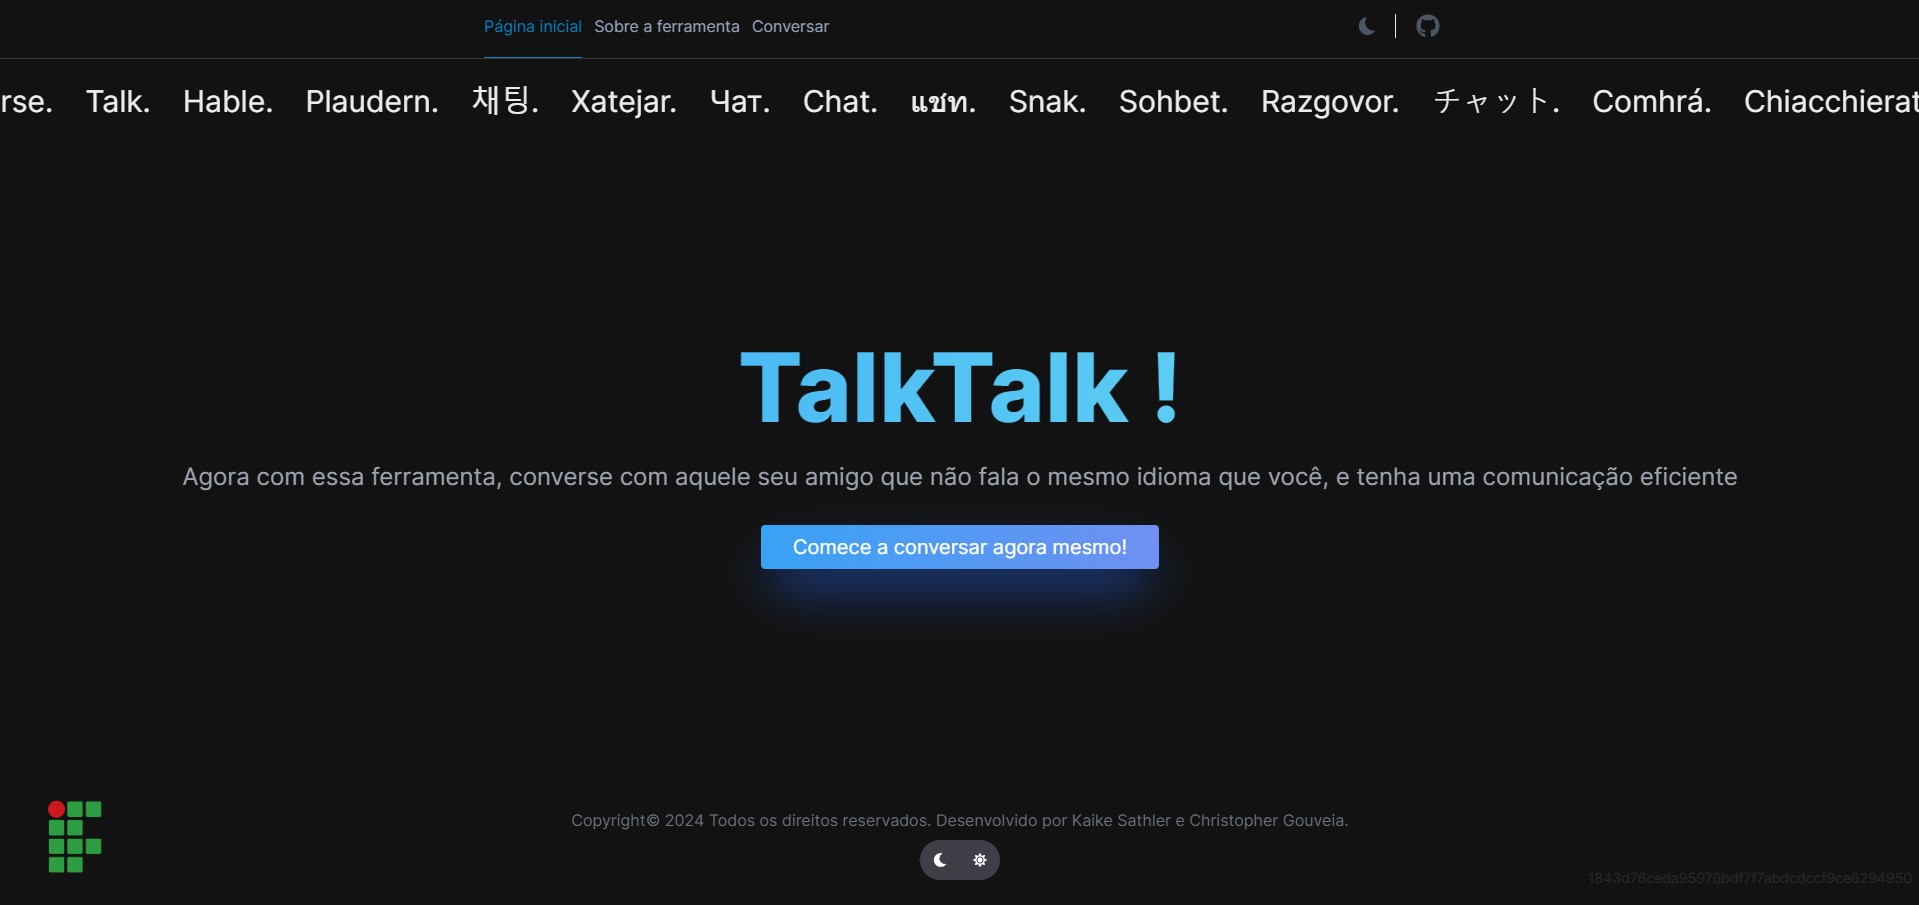 Página inicial Sobre a ferramenta Conversar
rse. Talk. Hable. Plaudern. 채팅. Xatejar. Чат. Chat. แชท. Snak. Sohbet. Razgovor. チャット. Comhrá. Chiacchierat
TalkTalk !
Agora com essa ferramenta, converse com aquele seu amigo que não fala o mesmo idioma que você, e tenha uma comunicação eficiente
Comece a conversar agora mesmo!
Copyright© 2024 Todos os direitos reservados. Desenvolvido por Kaike Sathler e Christopher Gouveia.
1843d76ceda95976bdf7f7abdcdccf9ce6294950